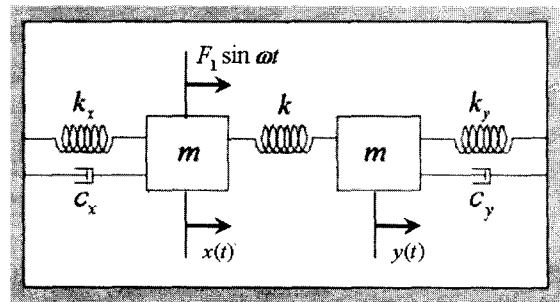 F₁ sin ωt
kₓ k k_y
m m
cₓ c_y
x(t) y(t)